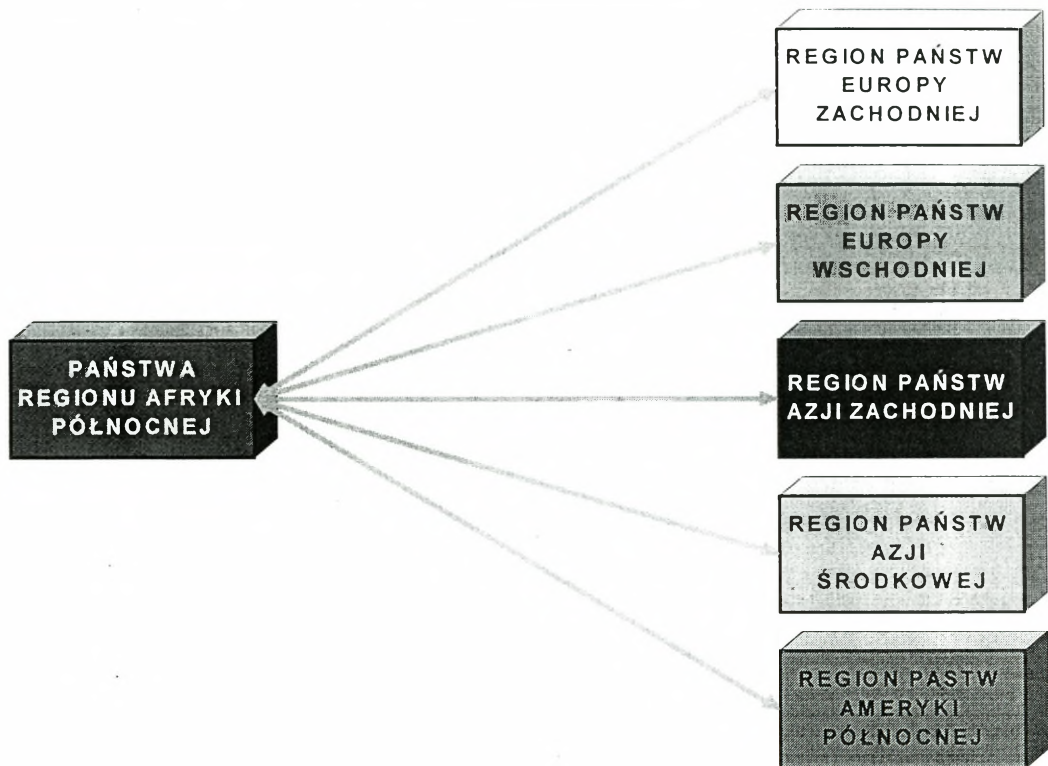 REGION PAŃSTW
EUROPY
ZACHODNIEJ
REGION PAŃSTW
EUROPY
WSCHODNIEJ
PAŃSTWA
REGIONU AFRYKI
PÓŁNOCNEJ
REGION PAŃSTW
AZJI ZACHODNIEJ
REGION PAŃSTW
AZJI
ŚRODKOWEJ
REGION PASTW
AMERYKI
PÓŁNOCNEJ